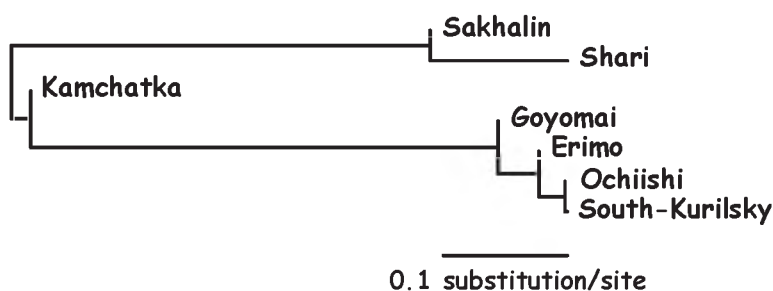 Sakhalin
Shari
Kamchatka
Goyomai
Erimo
Ochiishi
South-Kurilsky
0.1 substitution/site